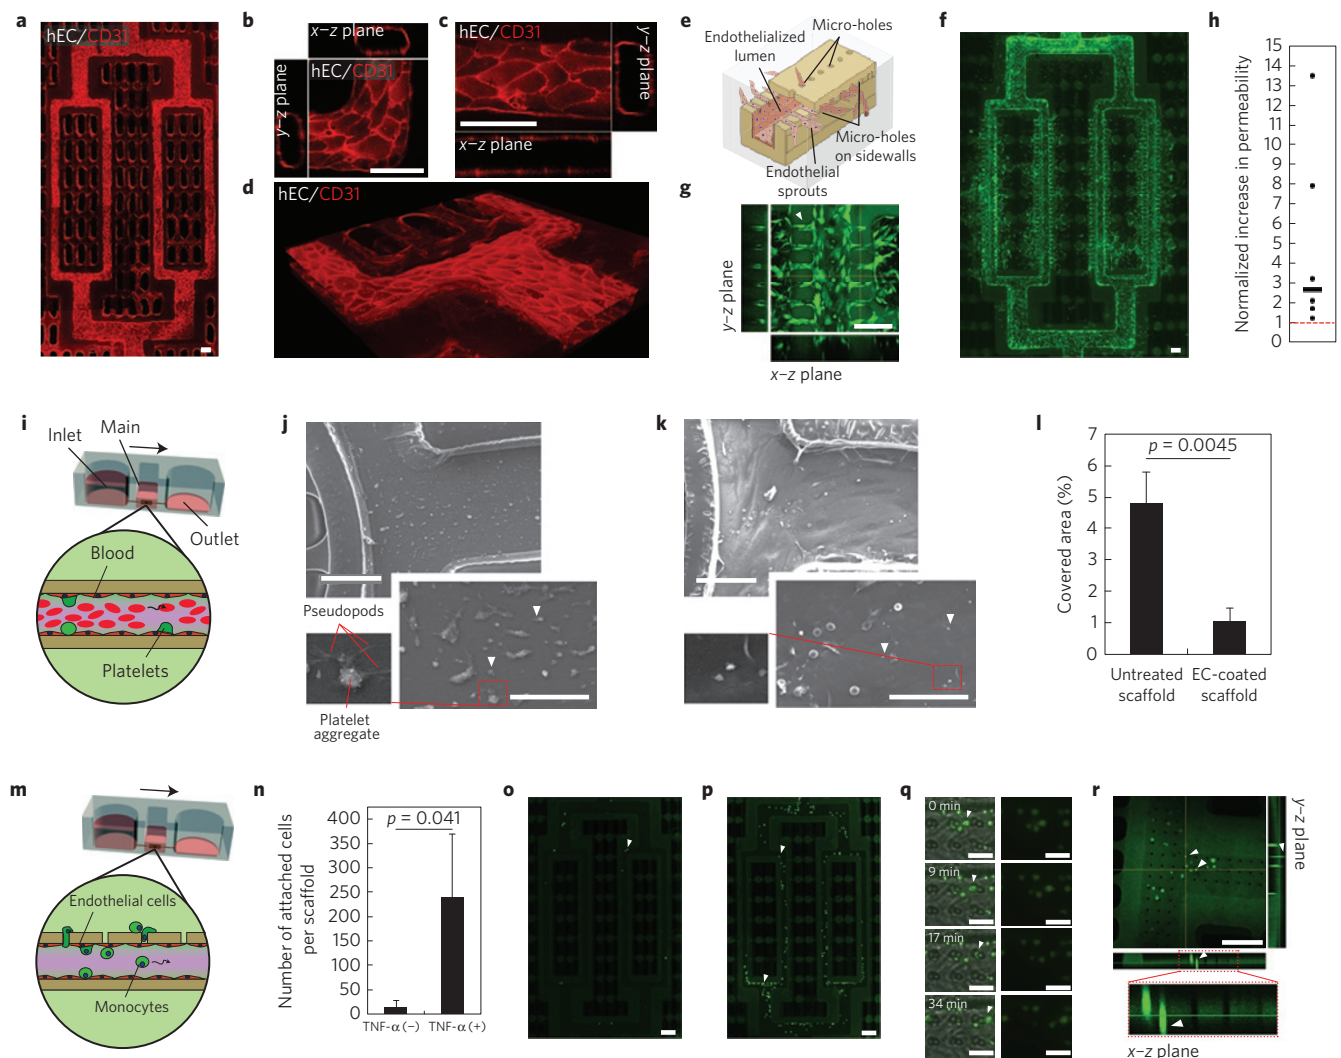 a
hEC/CD31
b
x–z plane
hEC/CD31
y–z plane
c
hEC/CD31
y–z plane
x–z plane
d
hEC/CD31
e
Micro-holes
Endothelialized
lumen
Micro-holes
on sidewalls
Endothelial
sprouts
f
g
y–z plane
x–z plane
h
Normalized increase in permeability
15
14
13
12
11
10
9
8
7
6
5
4
3
2
1
0
i
Main
Inlet
Outlet
Blood
Platelets
j
Pseudopods
Platelet
aggregate
k
l
Covered area (%)
7
6
5
4
3
2
1
0
p = 0.0045
Untreated
scaffold
EC-coated
scaffold
m
Endothelial cells
Monocytes
n
Number of attached cells
per scaffold
400
350
300
250
200
150
100
50
0
p = 0.041
TNF-α (–)
TNF-α (+)
o
p
q
0 min
9 min
17 min
34 min
r
y–z plane
x–z plane